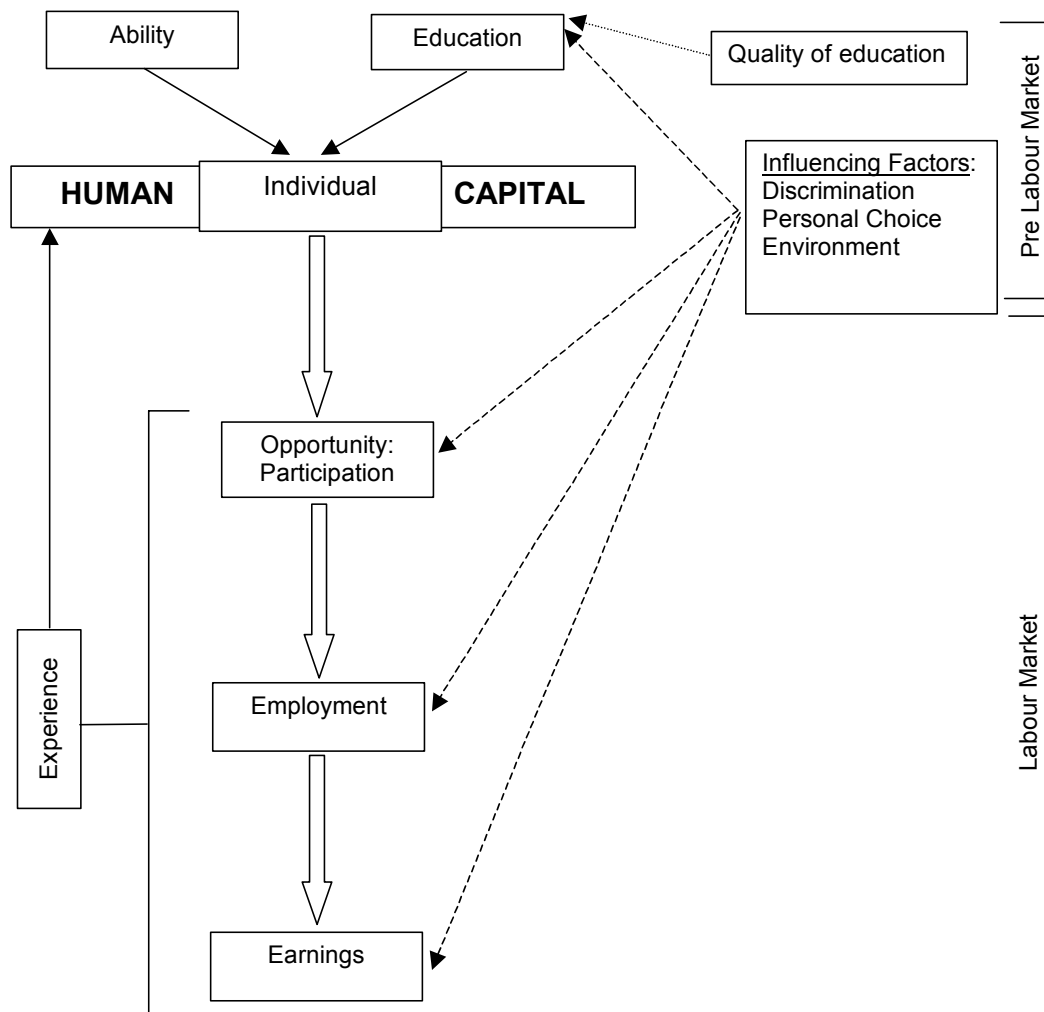 Ability
Education
Quality of education
Pre Labour Market
HUMAN
Individual
CAPITAL
Influencing Factors:
Discrimination
Personal Choice
Environment
Opportunity:
Participation
Employment
Experience
Labour Market
Earnings